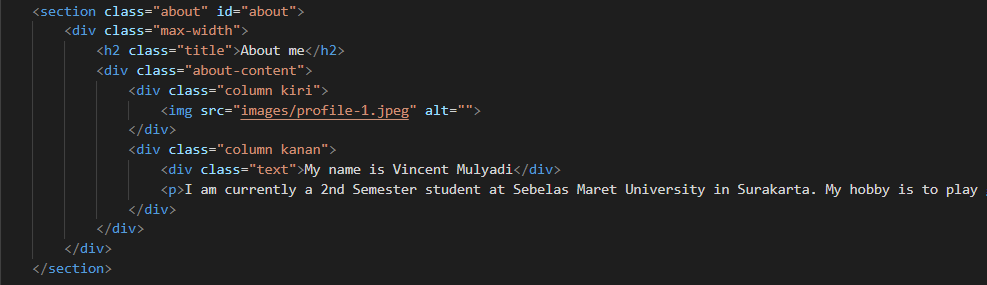 <section class="about" id="about">
<div class="max-width">
<h2 class="title">About me</h2>
<div class="about-content">
<div class="column kiri">
<img src="images/profile-1.jpeg" alt="">
</div>
<div class="column kanan">
<div class="text">My name is Vincent Mulyadi</div>
<p>I am currently a 2nd Semester student at Sebelas Maret University in Surakarta. My hobby is to play
</div>
</div>
</div>
</section>